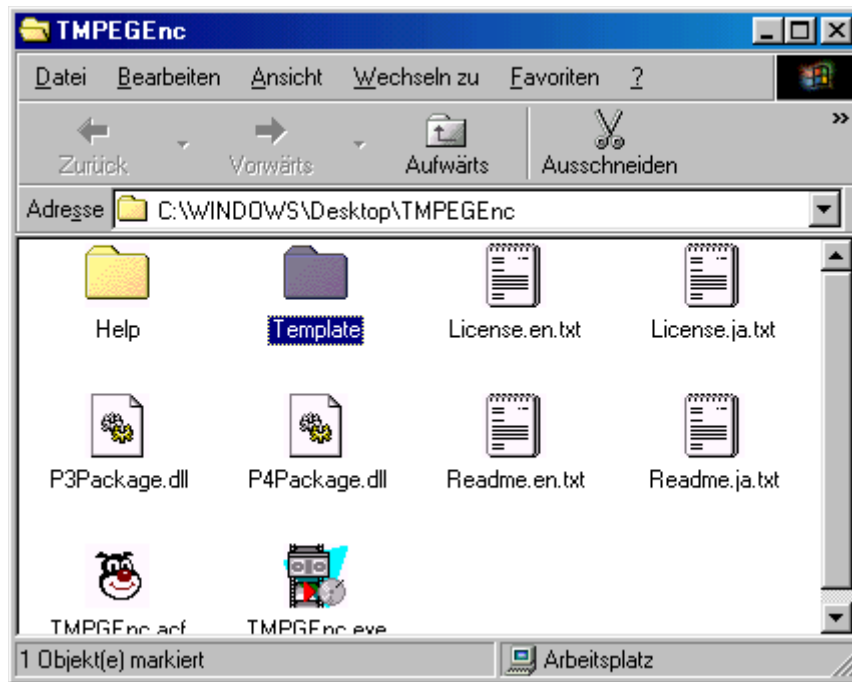 TMPEGEnc
Datei Bearbeiten Ansicht Wechseln zu Favoriten ?
Zurück Vorwärts Aufwärts Ausschneiden »
Adresse C:\WINDOWS\Desktop\TMPEGEnc
Help Template License.en.txt License.ja.txt
P3Package.dll P4Package.dll Readme.en.txt Readme.ja.txt
TMPGEnc.acf TMPGEnc.exe
1 Objekt(e) markiert Arbeitsplatz